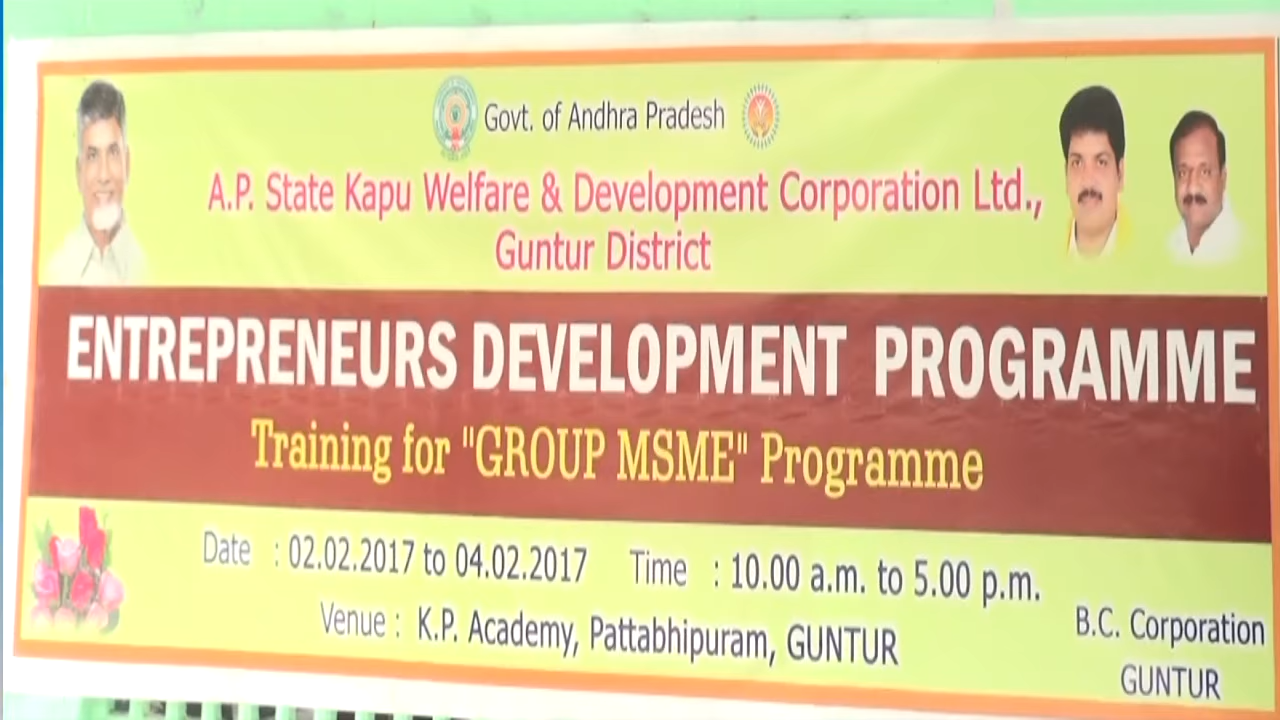 Govt. of Andhra Pradesh
A.P. State Kapu Welfare & Development Corporation Ltd.,
Guntur District
ENTREPRENEURS DEVELOPMENT PROGRAMME
Training for "GROUP MSME" Programme
Date : 02.02.2017 to 04.02.2017 Time : 10.00 a.m. to 5.00 p.m.
Venue : K.P. Academy, Pattabhipuram, GUNTUR
B.C. Corporation
GUNTUR